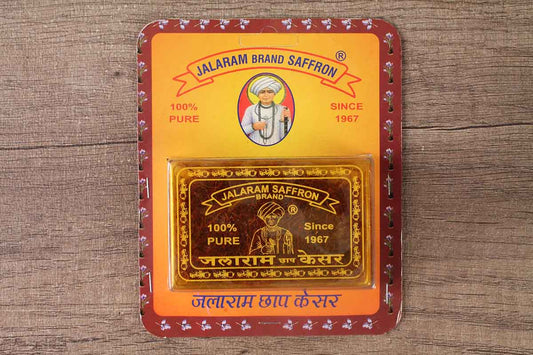 JALARAM BRAND SAFFRON ®
100%
PURE
SINCE
1967
JALARAM SAFFRON
BRAND ®
100%
PURE
Since
1967
जलाराम छाप केसर
जलाराम छाप केसर